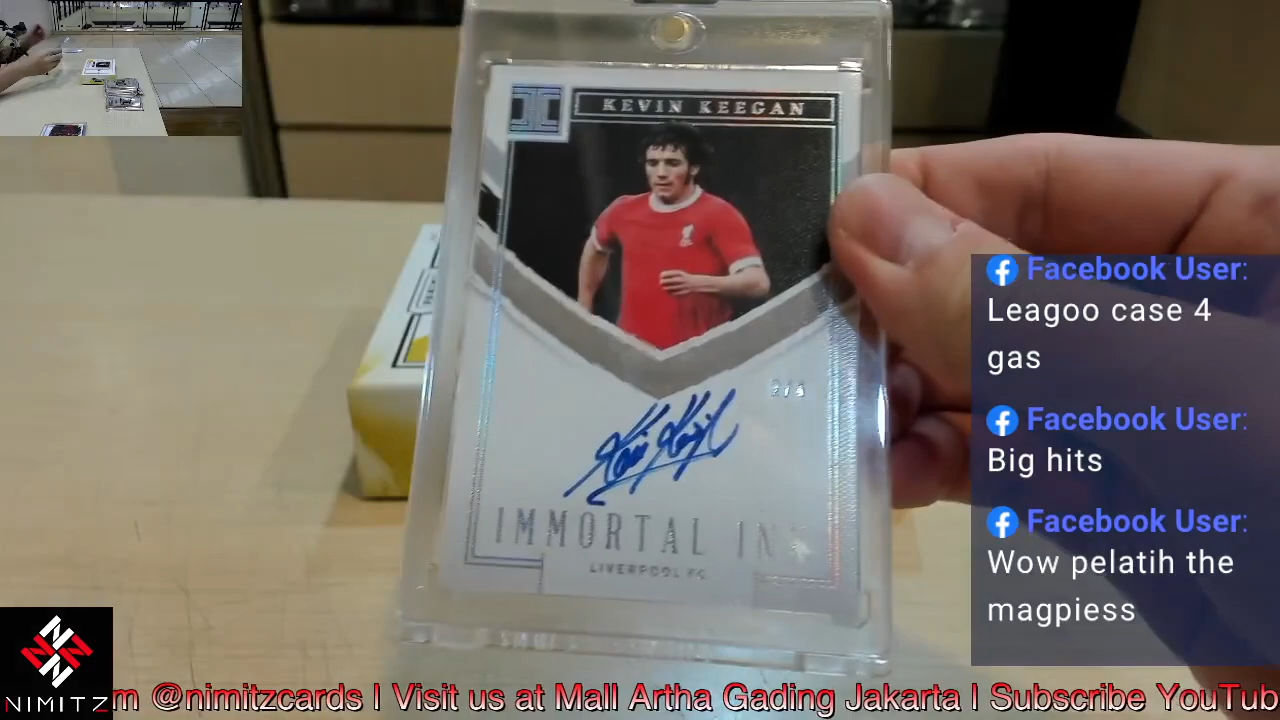 KEVIN KEEGAN
IMMORTAL INK
LIVERPOOL FC
Facebook User:
Leagoo case 4
gas
Facebook User:
Big hits
Facebook User:
Wow pelatih the
magpiess
NIMITZ
m @nimitzcards | Visit us at Mall Artha Gading Jakarta | Subscribe YouTub